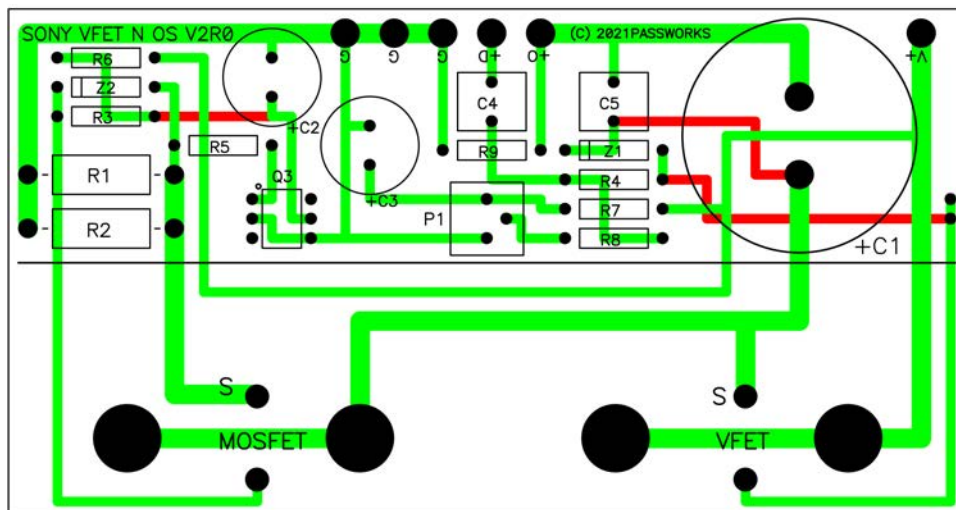 SONY VFET N OS V2R0
(C) 2021PASSWORKS
G G G +D +D V+
R6
Z2
R3
+C2
R5
C4
C5
R1
Q3
+C3
R9
Z1
R4
P1
R7
R2
R8
+C1
S
S
MOSFET
VFET